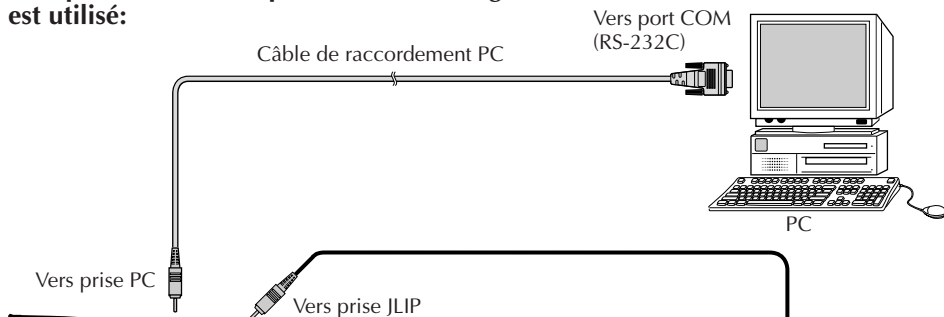 est utilisé:
Vers port COM
(RS-232C)
Câble de raccordement PC
PC
Vers prise PC
Vers prise JLIP